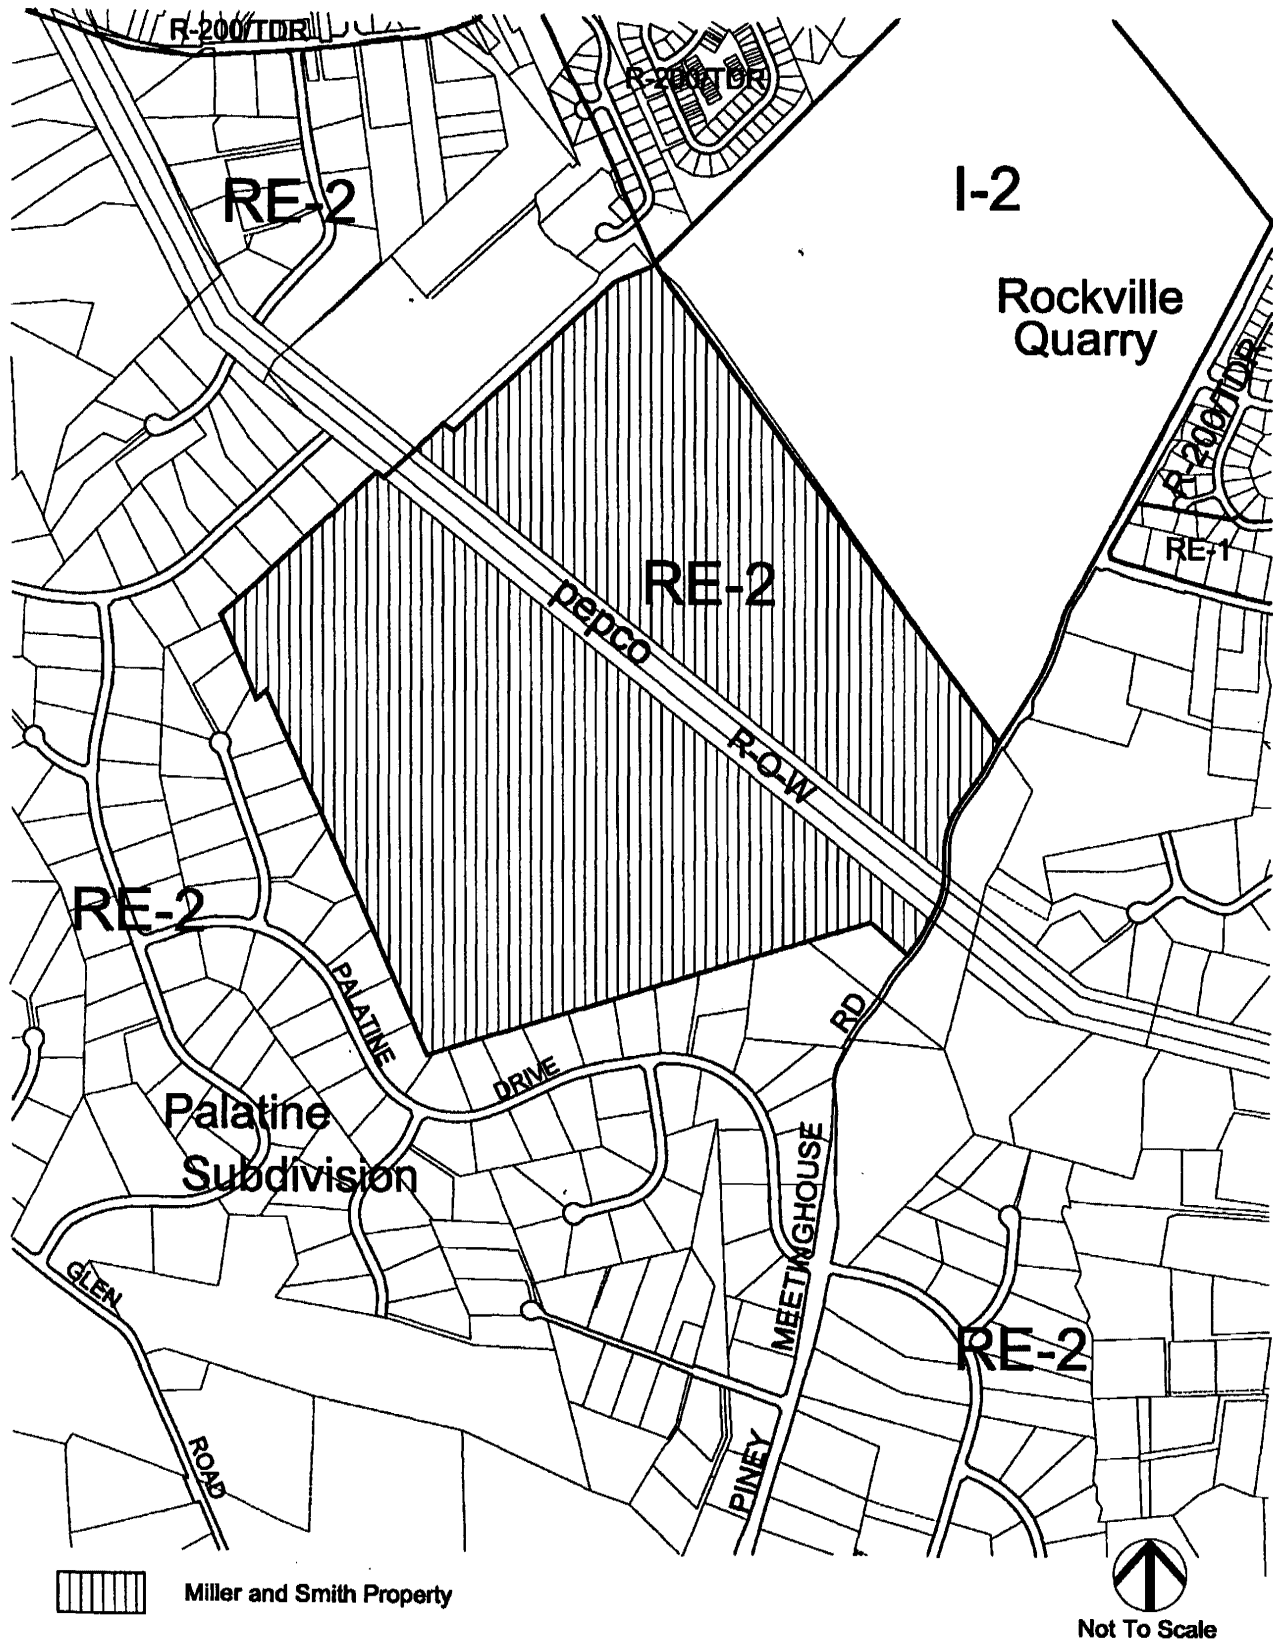 R-200/TDR
R-200/TDR
RE-2
I-2
Rockville
Quarry
R-200/TDR
RE-1
RE-2
pepco
R-O-W
RE-2
PALATINE
DRIVE
RD
Palatine
Subdivision
MEETINGHOUSE
GLEN
RE-2
ROAD
PINEY
Miller and Smith Property
Not To Scale